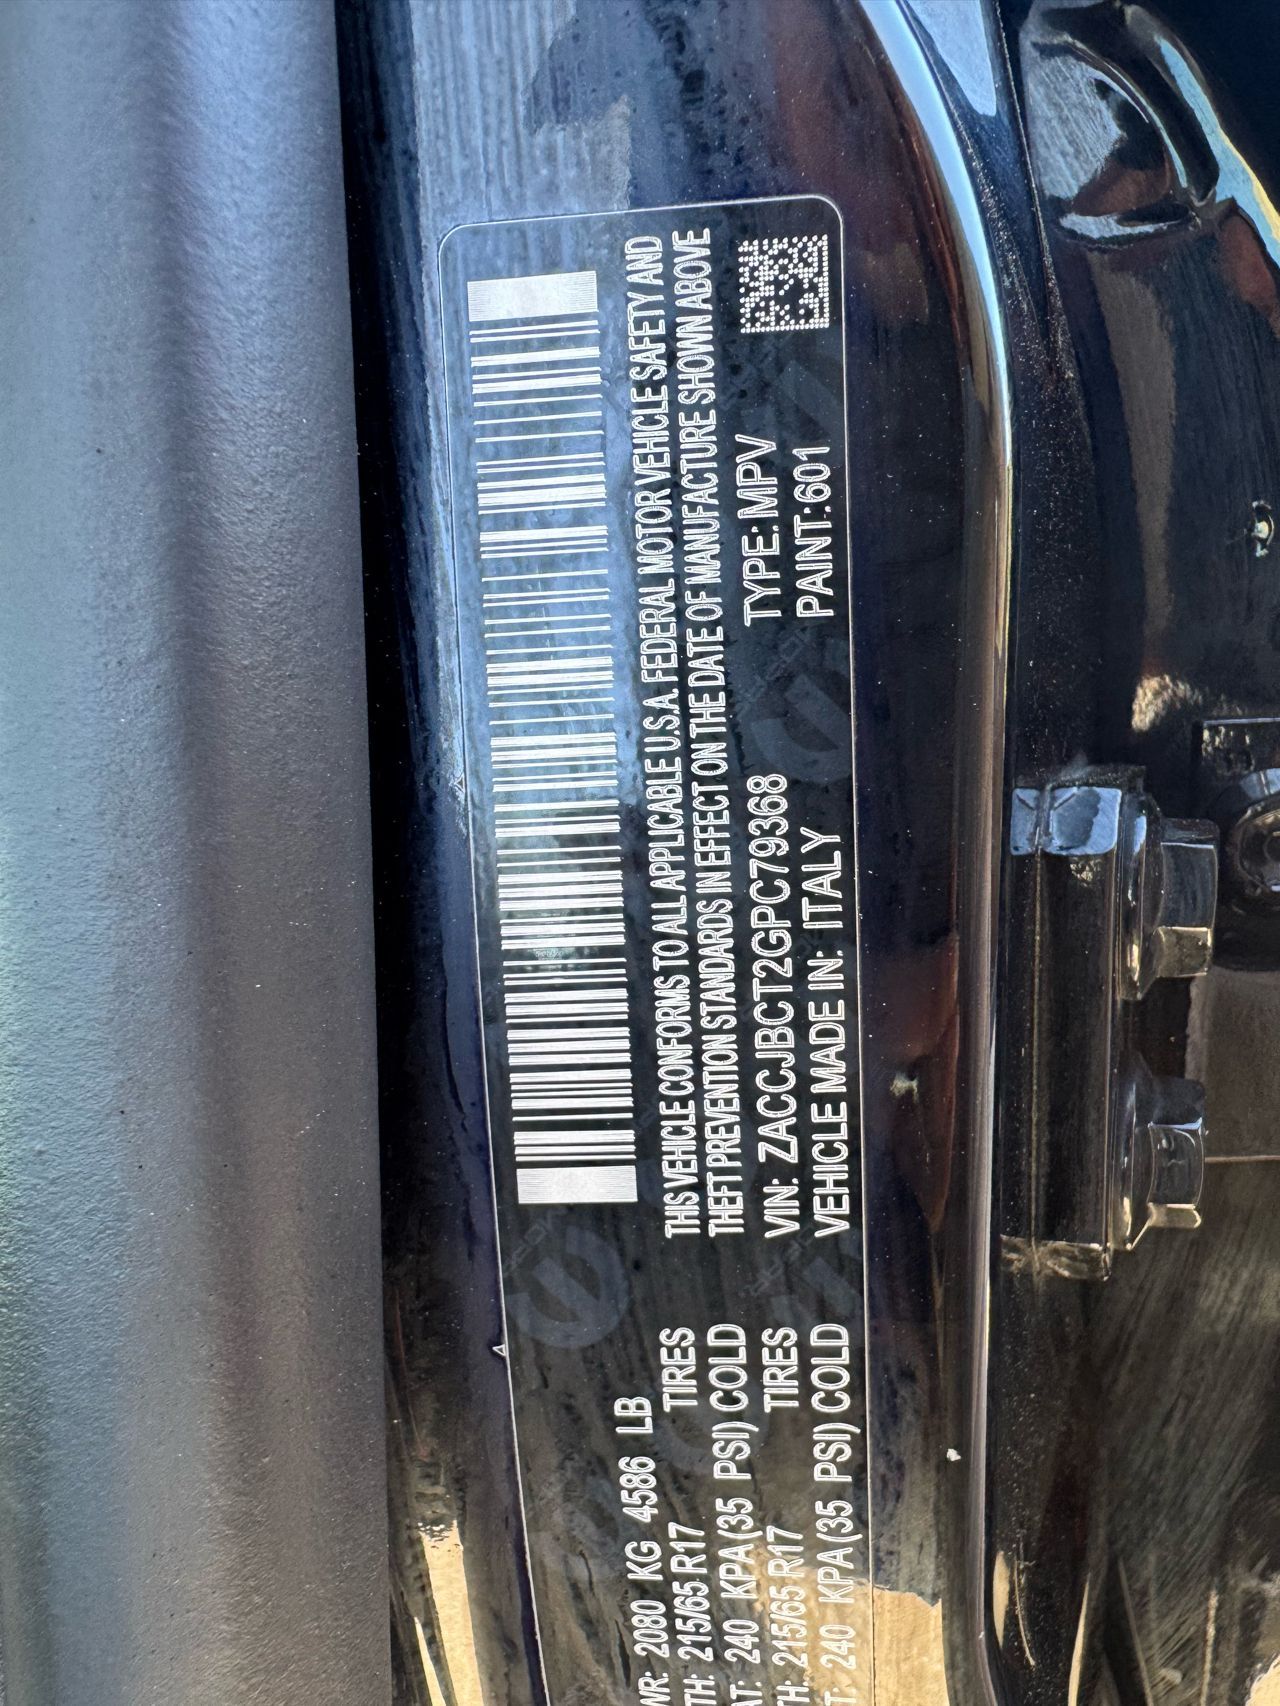 THIS VEHICLE CONFORMS TO ALL APPLICABLE U.S.A. FEDERAL MOTOR VEHICLE SAFETY AND
THEFT PREVENTION STANDARDS IN EFFECT ON THE DATE OF MANUFACTURE SHOWN ABOVE
VIN: ZACCJBCT2GPC79368 TYPE: MPV
VEHICLE MADE IN: ITALY PAINT:601
WR: 2080 KG 4586 LB
TH: 215/65 R17 TIRES
AT: 240 KPA(35 PSI) COLD
TH: 215/65 R17 TIRES
T: 240 KPA(35 PSI) COLD